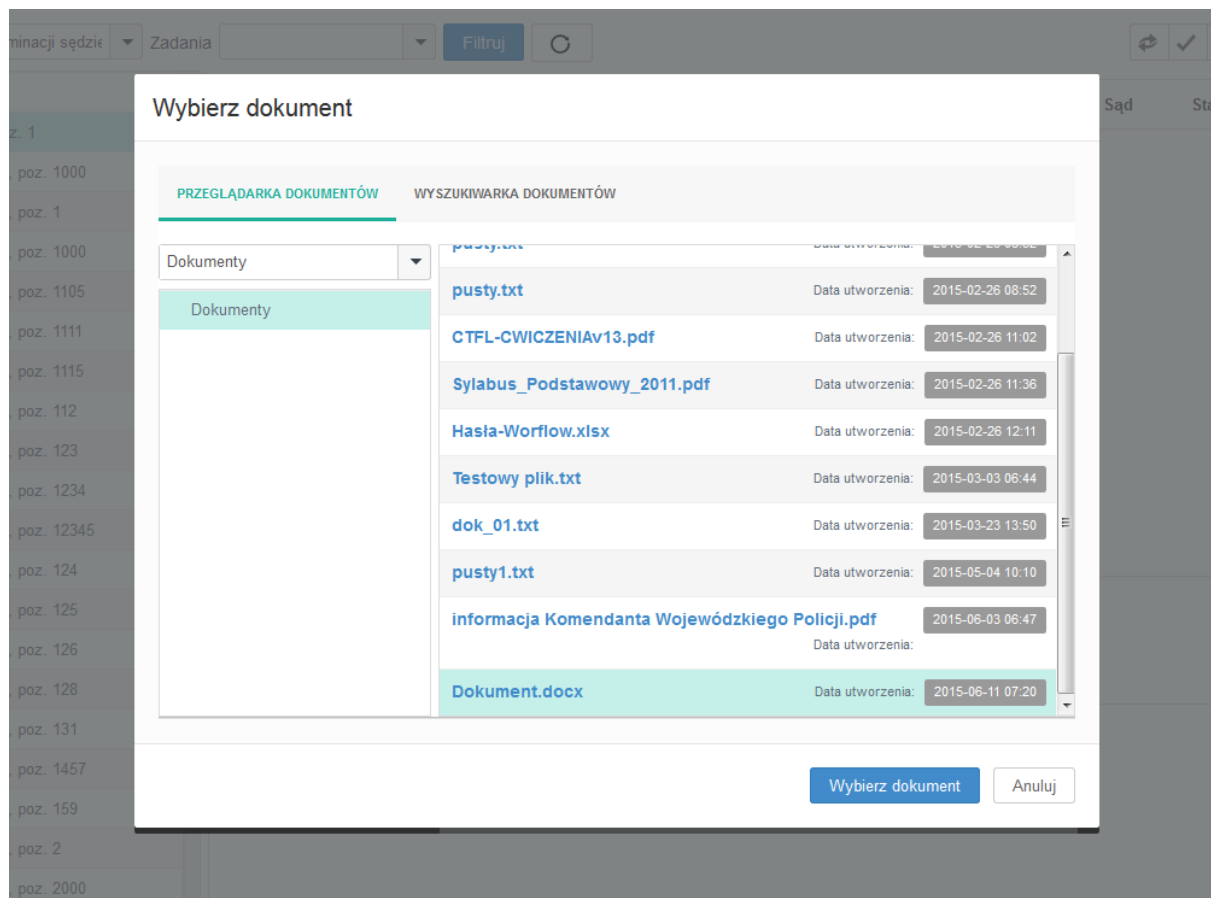 minacji sędzie
Zadania
Filtruj
Sąd
z. 1
, poz. 1000
, poz. 1
, poz. 1000
, poz. 1105
, poz. 1111
, poz. 1115
, poz. 112
, poz. 123
, poz. 1234
, poz. 12345
, poz. 124
, poz. 125
, poz. 126
, poz. 128
, poz. 131
, poz. 1457
, poz. 159
, poz. 2
, poz. 2000
Wybierz dokument
PRZEGLĄDARKA DOKUMENTÓW WYSZUKIWARKA DOKUMENTÓW
Dokumenty
Dokumenty
pusty.txt Data utworzenia:
pusty.txt Data utworzenia: 2015-02-26 08:52
CTFL-CWICZENIAv13.pdf Data utworzenia: 2015-02-26 11:02
Sylabus_Podstawowy_2011.pdf Data utworzenia: 2015-02-26 11:36
Hasła-Worflow.xlsx Data utworzenia: 2015-02-26 12:11
Testowy plik.txt Data utworzenia: 2015-03-03 06:44
dok_01.txt Data utworzenia: 2015-03-23 13:50
pusty1.txt Data utworzenia: 2015-05-04 10:10
informacja Komendanta Wojewódzkiego Policji.pdf 2015-06-03 06:47
Data utworzenia:
Dokument.docx Data utworzenia: 2015-06-11 07:20
Wybierz dokument Anuluj